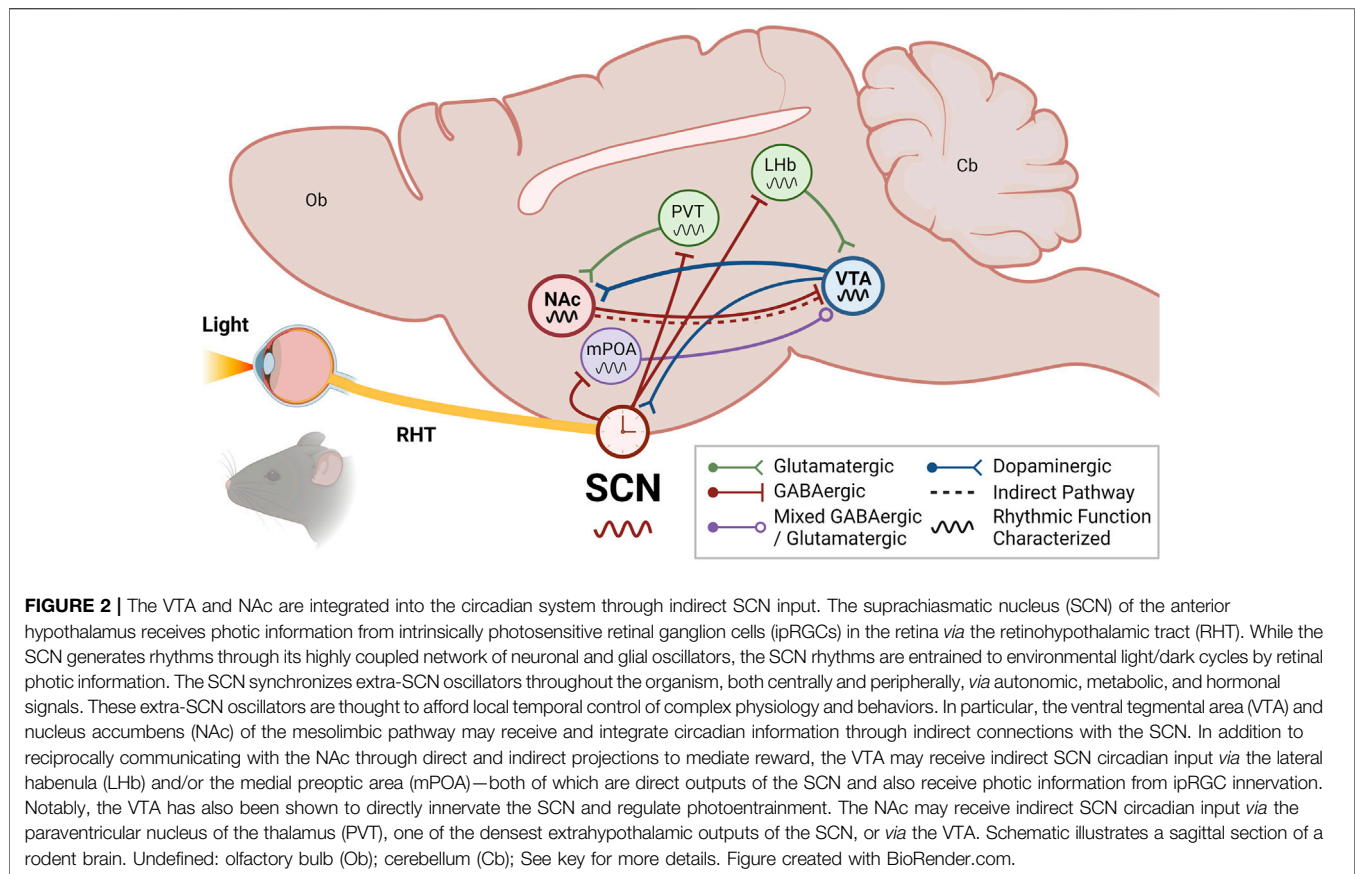 Ob
LHb
Cb
PVT
VTA
NAc
Light
mPOA
RHT
SCN
Glutamatergic
GABAergic
Mixed GABAergic
/ Glutamatergic
Dopaminergic
Indirect Pathway
Rhythmic Function
Characterized
FIGURE 2 | The VTA and NAc are integrated into the circadian system through indirect SCN input. The suprachiasmatic nucleus (SCN) of the anterior
hypothalamus receives photic information from intrinsically photosensitive retinal ganglion cells (ipRGCs) in the retina via the retinohypothalamic tract (RHT). While the
SCN generates rhythms through its highly coupled network of neuronal and glial oscillators, the SCN rhythms are entrained to environmental light/dark cycles by retinal
photic information. The SCN synchronizes extra-SCN oscillators throughout the organism, both centrally and peripherally, via autonomic, metabolic, and hormonal
signals. These extra-SCN oscillators are thought to afford local temporal control of complex physiology and behaviors. In particular, the ventral tegmental area (VTA) and
nucleus accumbens (NAc) of the mesolimbic pathway may receive and integrate circadian information through indirect connections with the SCN. In addition to
reciprocally communicating with the NAc through direct and indirect projections to mediate reward, the VTA may receive indirect SCN circadian input via the lateral
habenula (LHb) and/or the medial preoptic area (mPOA)—both of which are direct outputs of the SCN and also receive photic information from ipRGC innervation.
Notably, the VTA has also been shown to directly innervate the SCN and regulate photoentrainment. The NAc may receive indirect SCN circadian input via the
paraventricular nucleus of the thalamus (PVT), one of the densest extrahypothalamic outputs of the SCN, or via the VTA. Schematic illustrates a sagittal section of a
rodent brain. Undefined: olfactory bulb (Ob); cerebellum (Cb); See key for more details. Figure created with BioRender.com.